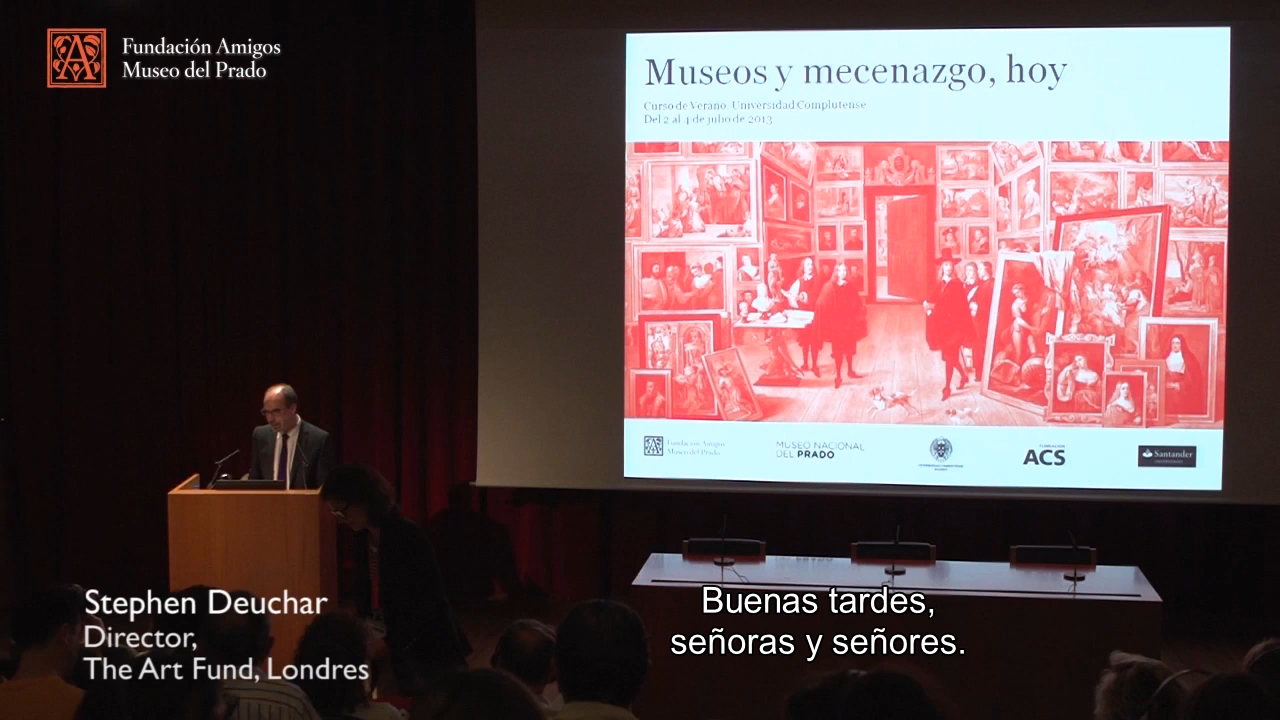 Fundación Amigos
Museo del Prado
Museos y mecenazgo, hoy
Curso de Verano. Universidad Complutense
Del 2 al 4 de julio de 2013
Fundación Amigos
Museo del Prado
MUSEO NACIONAL
DEL PRADO
FUNDACIÓN
ACS
Santander
Stephen Deuchar
Director,
The Art Fund, Londres
Buenas tardes,
señoras y señores.